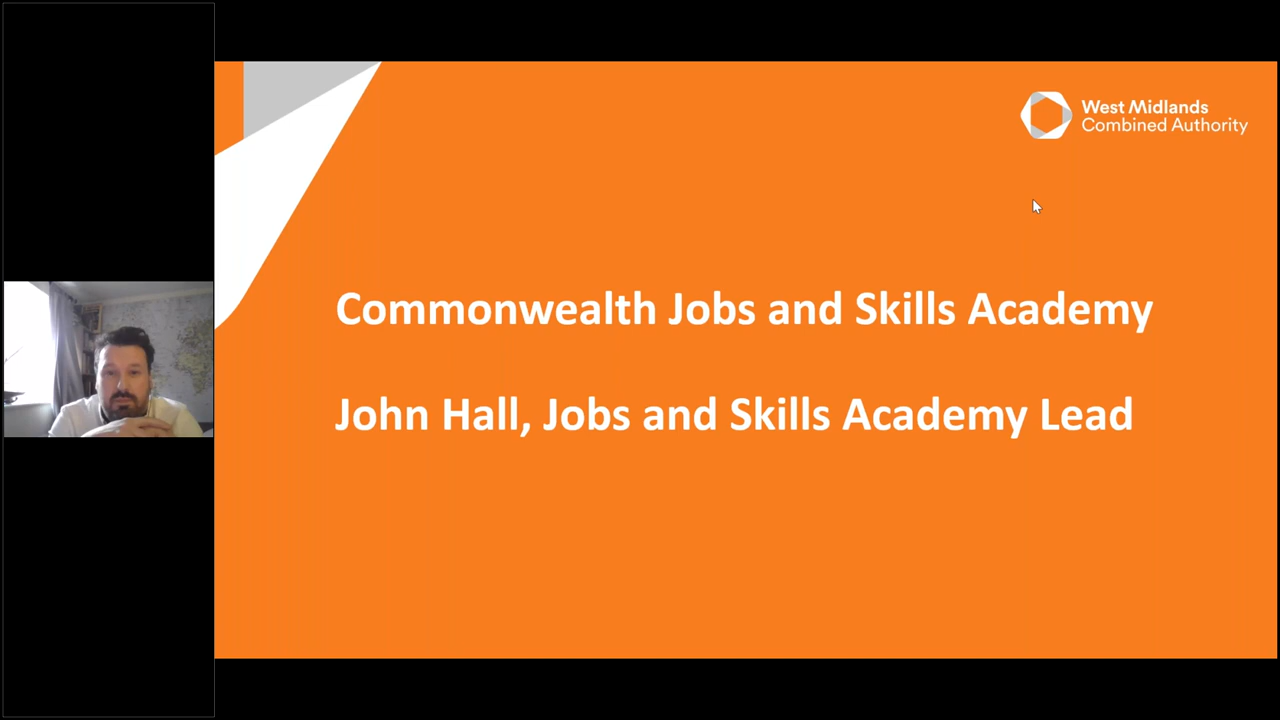 West Midlands
Combined Authority
Commonwealth Jobs and Skills Academy
John Hall, Jobs and Skills Academy Lead